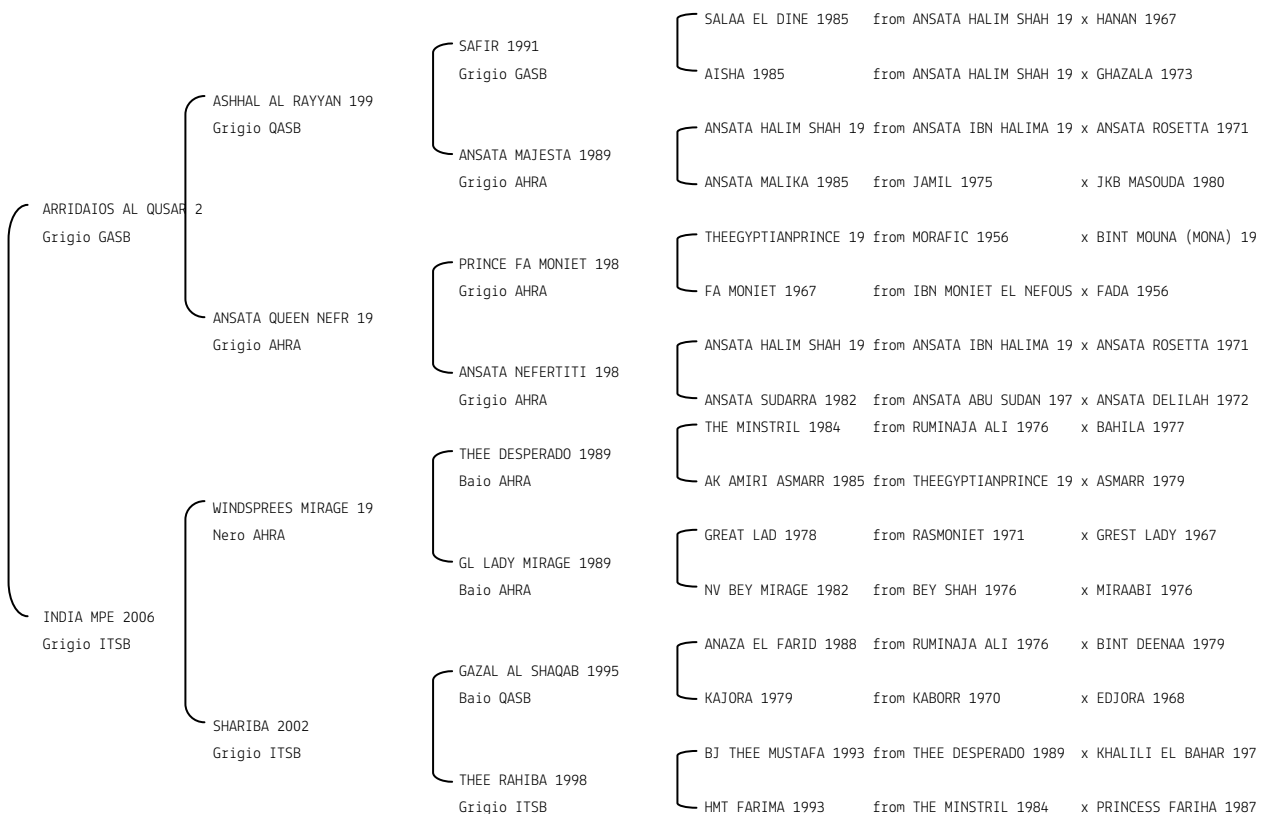 SALAA EL DINE 1985 from ANSATA HALIM SHAH 19 x HANAN 1967
SAFIR 1991
Grigio GASB
AISHA 1985 from ANSATA HALIM SHAH 19 x GHAZALA 1973
ASHHAL AL RAYYAN 199
Grigio QASB
ANSATA HALIM SHAH 19 from ANSATA IBN HALIMA 19 x ANSATA ROSETTA 1971
ANSATA MAJESTA 1989
Grigio AHRA
ANSATA MALIKA 1985 from JAMIL 1975 x JKB MASOUDA 1980
ARRIDAIOS AL QUSAR 2
Grigio GASB
THEEGYPTIANPRINCE 19 from MORAFIC 1956 x BINT MOUNA (MONA) 19
PRINCE FA MONIET 198
Grigio AHRA
FA MONIET 1967 from IBN MONIET EL NEFOUS x FADA 1956
ANSATA QUEEN NEFR 19
Grigio AHRA
ANSATA HALIM SHAH 19 from ANSATA IBN HALIMA 19 x ANSATA ROSETTA 1971
ANSATA NEFERTITI 198
Grigio AHRA
ANSATA SUDARRA 1982 from ANSATA ABU SUDAN 197 x ANSATA DELILAH 1972
THE MINSTRIL 1984 from RUMINAJA ALI 1976 x BAHILA 1977
THEE DESPERADO 1989
Baio AHRA
AK AMIRI ASMARR 1985 from THEEGYPTIANPRINCE 19 x ASMARR 1979
WINDSPREES MIRAGE 19
Nero AHRA
GREAT LAD 1978 from RASMONIET 1971 x GREST LADY 1967
GL LADY MIRAGE 1989
Baio AHRA
NV BEY MIRAGE 1982 from BEY SHAH 1976 x MIRAABI 1976
INDIA MPE 2006
Grigio ITSB
ANAZA EL FARID 1988 from RUMINAJA ALI 1976 x BINT DEENAA 1979
GAZAL AL SHAQAB 1995
Baio QASB
KAJORA 1979 from KABORR 1970 x EDJORA 1968
SHARIBA 2002
Grigio ITSB
BJ THEE MUSTAFA 1993 from THEE DESPERADO 1989 x KHALILI EL BAHAR 197
THEE RAHIBA 1998
Grigio ITSB
HMT FARIMA 1993 from THE MINSTRIL 1984 x PRINCESS FARIHA 1987